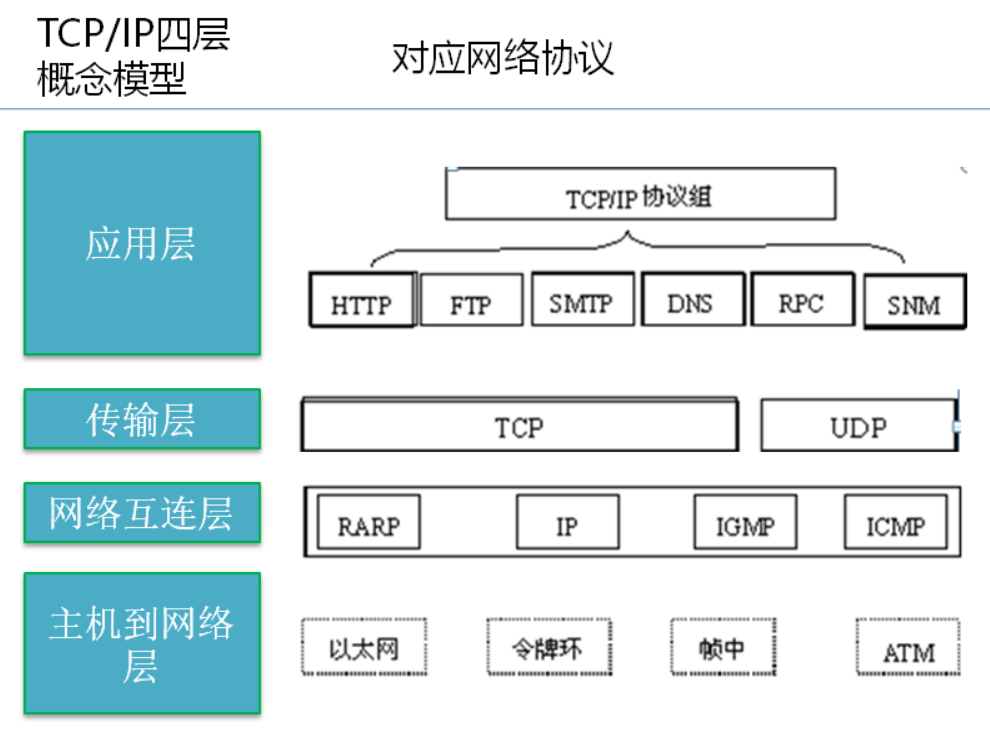 TCP/IP四层
概念模型
对应网络协议
应用层
TCP/IP 协议组
HTTP
FTP
SMTP
DNS
RPC
SNM
传输层
TCP
UDP
网络互连层
RARP
IP
IGMP
ICMP
主机到网络
层
以太网
令牌环
帧中
ATM